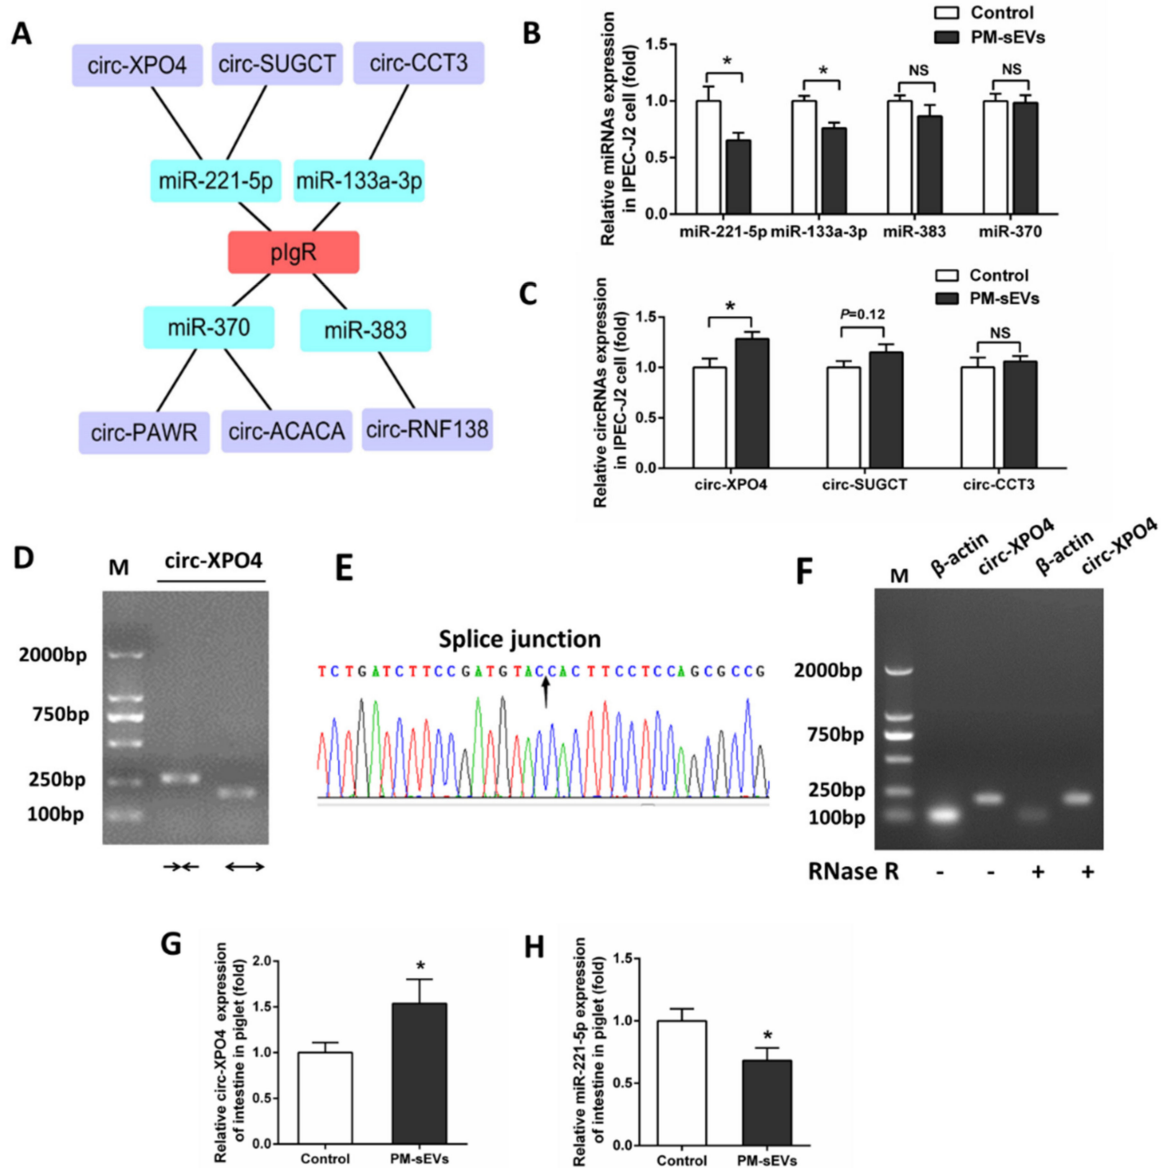 A
circ-XPO4 circ-SUGCT circ-CCT3
miR-221-5p miR-133a-3p
pIgR
miR-370 miR-383
circ-PAWR circ-ACACA circ-RNF138
B
Control
PM-sEVs
Relative miRNAs expression
in IPEC-J2 cell (fold)
1.5
1.0
0.5
0.0
* * NS NS
miR-221-5p miR-133a-3p miR-383 miR-370
C
Control
PM-sEVs
Relative circRNAs expression
in IPEC-J2 cell (fold)
1.5
1.0
0.5
0.0
* P=0.12 NS
circ-XPO4 circ-SUGCT circ-CCT3
D
M circ-XPO4
2000bp
750bp
250bp
100bp
E
Splice junction
TCTGATCTTCCGATGTACCACTTCCTCCAGCGCCG
F
M β-actin circ-XPO4 β-actin circ-XPO4
2000bp
750bp
250bp
100bp
RNase R - - + +
G
Relative circ-XPO4 expression
of intestine in piglet (fold)
2.0
1.5
1.0
0.5
0.0
*
Control PM-sEVs
H
Relative miR-221-5p expression
of intestine in piglet (fold)
1.5
1.0
0.5
0.0
*
Control PM-sEVs